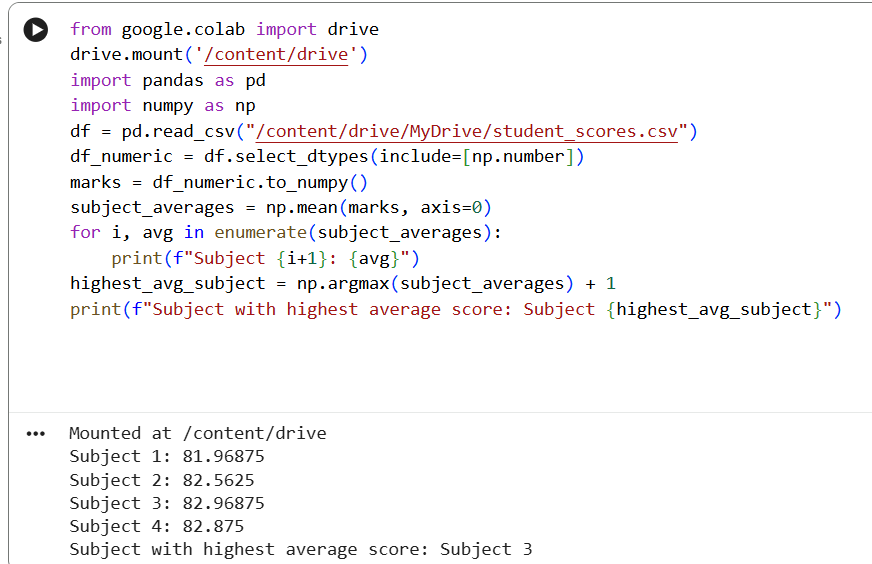 from google.colab import drive
drive.mount('/content/drive')
import pandas as pd
import numpy as np
df = pd.read_csv("/content/drive/MyDrive/student_scores.csv")
df_numeric = df.select_dtypes(include=[np.number])
marks = df_numeric.to_numpy()
subject_averages = np.mean(marks, axis=0)
for i, avg in enumerate(subject_averages):
    print(f"Subject {i+1}: {avg}")
highest_avg_subject = np.argmax(subject_averages) + 1
print(f"Subject with highest average score: Subject {highest_avg_subject}")
Mounted at /content/drive
Subject 1: 81.96875
Subject 2: 82.5625
Subject 3: 82.96875
Subject 4: 82.875
Subject with highest average score: Subject 3